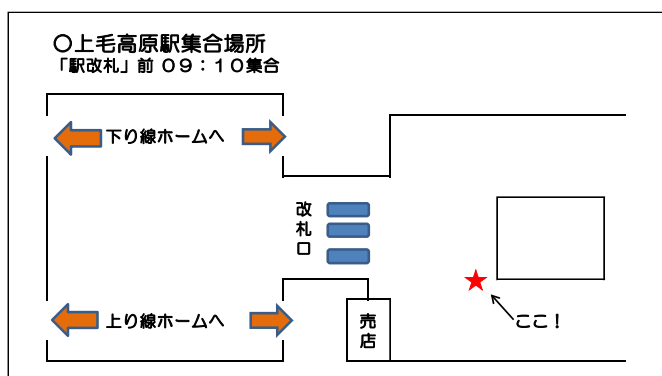 〇上毛高原駅集合場所
「駅改札」前 09：10集合
下り線ホームへ
改札口
上り線ホームへ
売店
ここ！